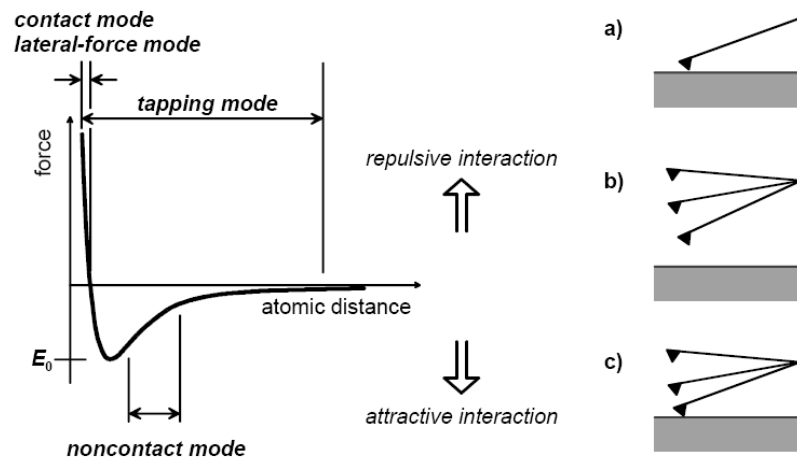 contact mode
lateral-force mode
tapping mode
force
atomic distance
E₀
noncontact mode
repulsive interaction
attractive interaction
a)
b)
c)